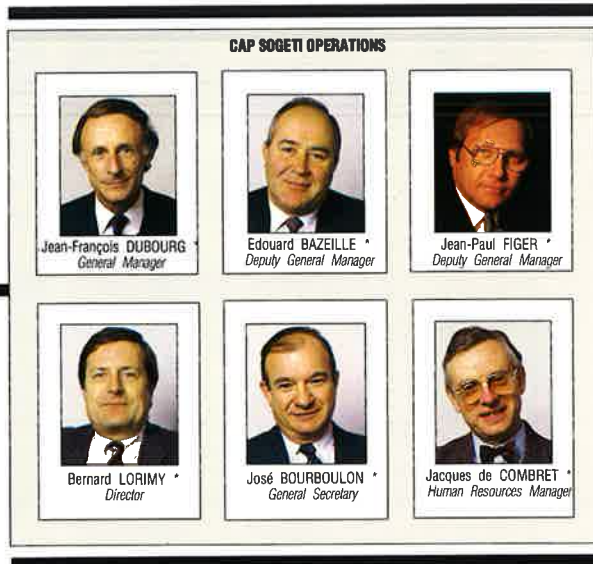 CAP SOGETI OPERATIONS
Jean-François DUBOURG *
General Manager
Edouard BAZEILLE *
Deputy General Manager
Jean-Paul FIGER *
Deputy General Manager
Bernard LORIMY *
Director
José BOURBOULON *
General Secretary
Jacques de COMBRET *
Human Resources Manager